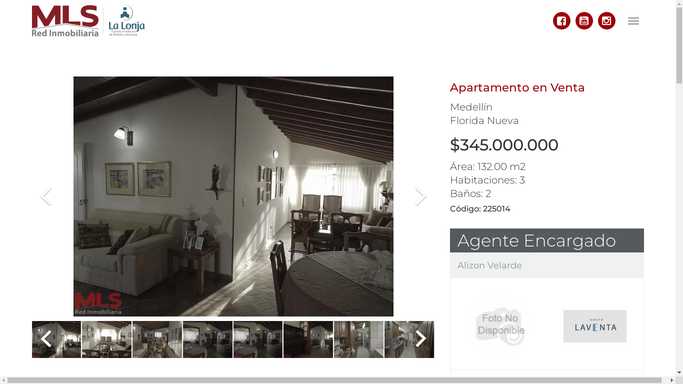 MLS
Red Inmobiliaria
La Lonja
Apartamento en Venta
Medellín
Florida Nueva
$345.000.000
Área: 132.00 m2
Habitaciones: 3
Baños: 2
Código: 225014
Agente Encargado
Alizon Velarde
Foto No
Disponible
LAVENTA
MLS
Red Inmobiliaria